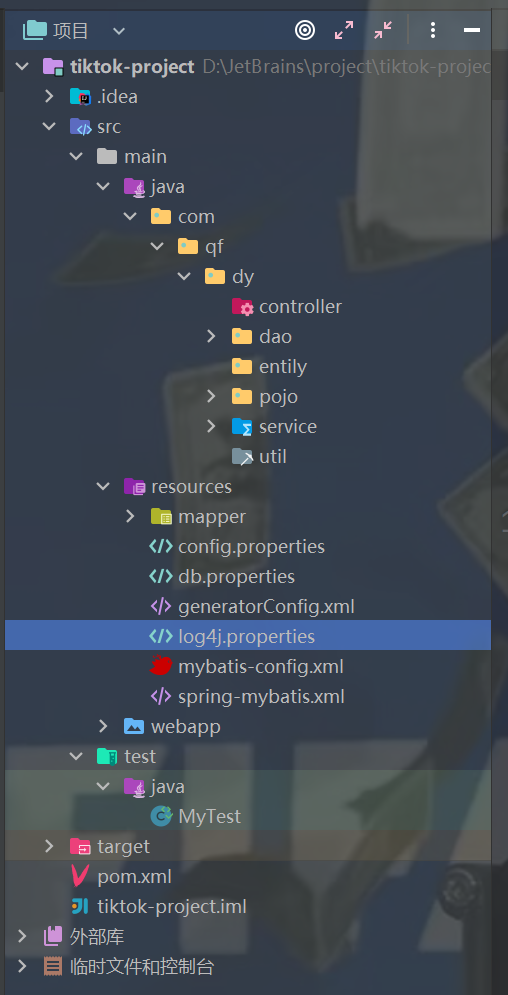 项目
tiktok-project D:\JetBrains\project\tiktok-projec
.idea
src
main
java
com
qf
dy
controller
dao
entily
pojo
service
util
resources
mapper
config.properties
db.properties
generatorConfig.xml
log4j.properties
mybatis-config.xml
spring-mybatis.xml
webapp
test
java
MyTest
target
pom.xml
tiktok-project.iml
外部库
临时文件和控制台